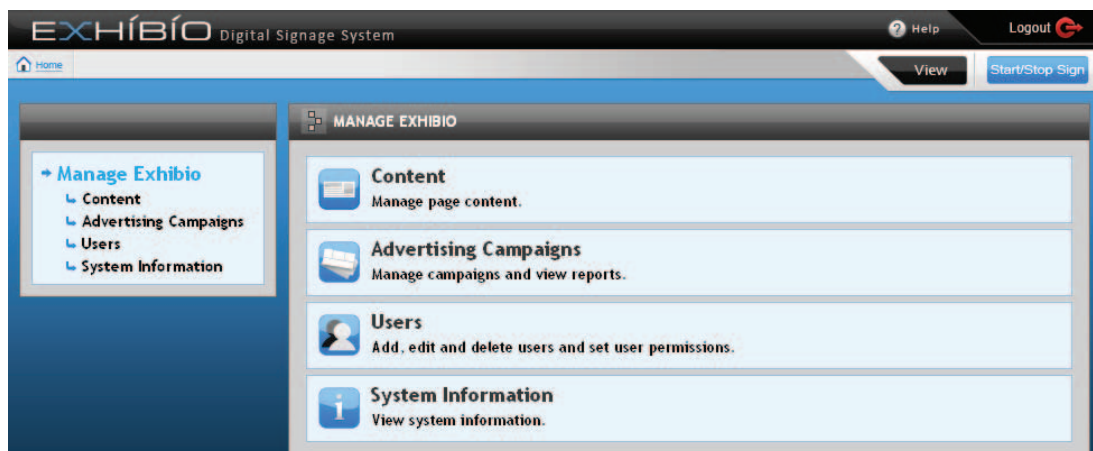 EXHÍBÍO Digital Signage System
? Help
Logout
Home
View
Start/Stop Sign
MANAGE EXHIBIO
Manage Exhibio
Content
Advertising Campaigns
Users
System Information
Content
Manage page content.
Advertising Campaigns
Manage campaigns and view reports.
Users
Add, edit and delete users and set user permissions.
i
System Information
View system information.